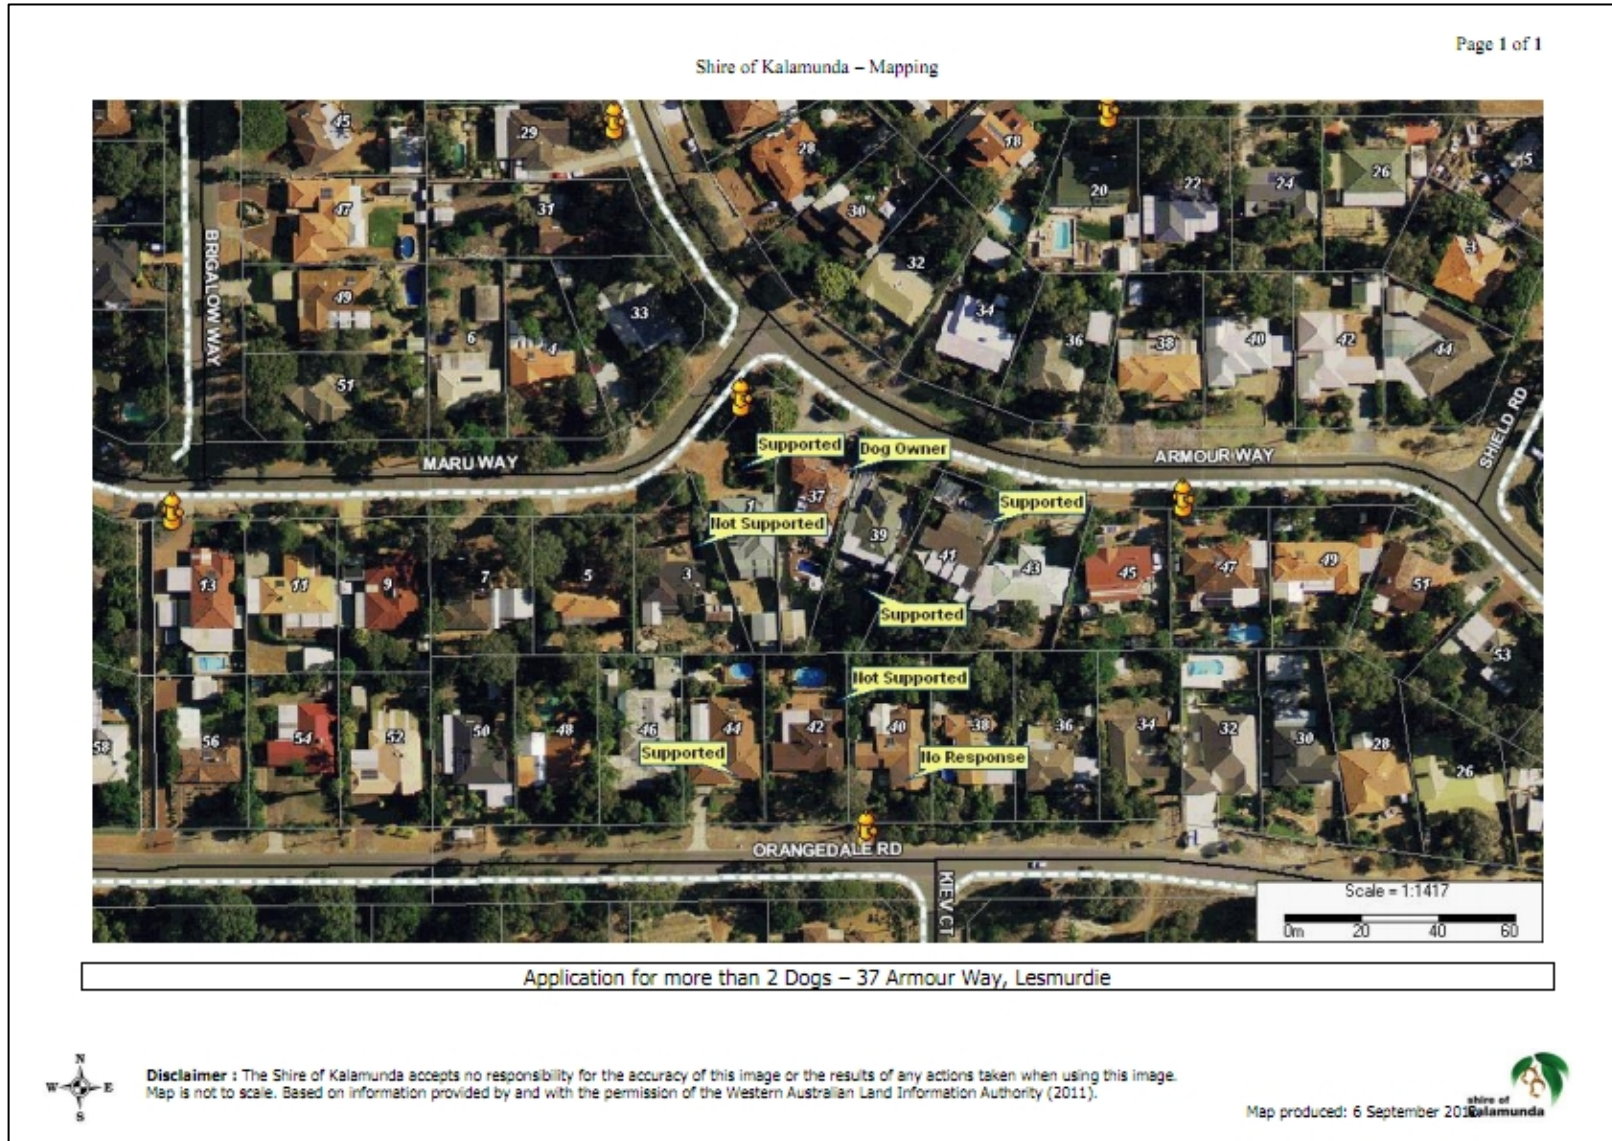 Page 1 of 1
Shire of Kalamunda – Mapping
45
29
28
18
20
22
24
26
5
47
31
30
32
3
BRIGALOW WAY
49
6
4
33
34
36
38
40
42
44
51
SHIELD RD
MARU WAY
Supported
Dog Owner
ARMOUR WAY
1
37
Supported
Not Supported
39
41
43
45
47
49
51
13
11
9
7
5
3
Supported
53
Not Supported
58
56
54
52
50
48
46
44
42
40
38
36
34
32
30
28
26
Supported
No Response
ORANGEDALE RD
KIEV CT
Scale = 1:1417
0m 20 40 60
Application for more than 2 Dogs – 37 Armour Way, Lesmurdie
N
W E
S
Disclaimer : The Shire of Kalamunda accepts no responsibility for the accuracy of this image or the results of any actions taken when using this image.
Map is not to scale. Based on information provided by and with the permission of the Western Australian Land Information Authority (2011).
shire of
kalamunda
Map produced: 6 September